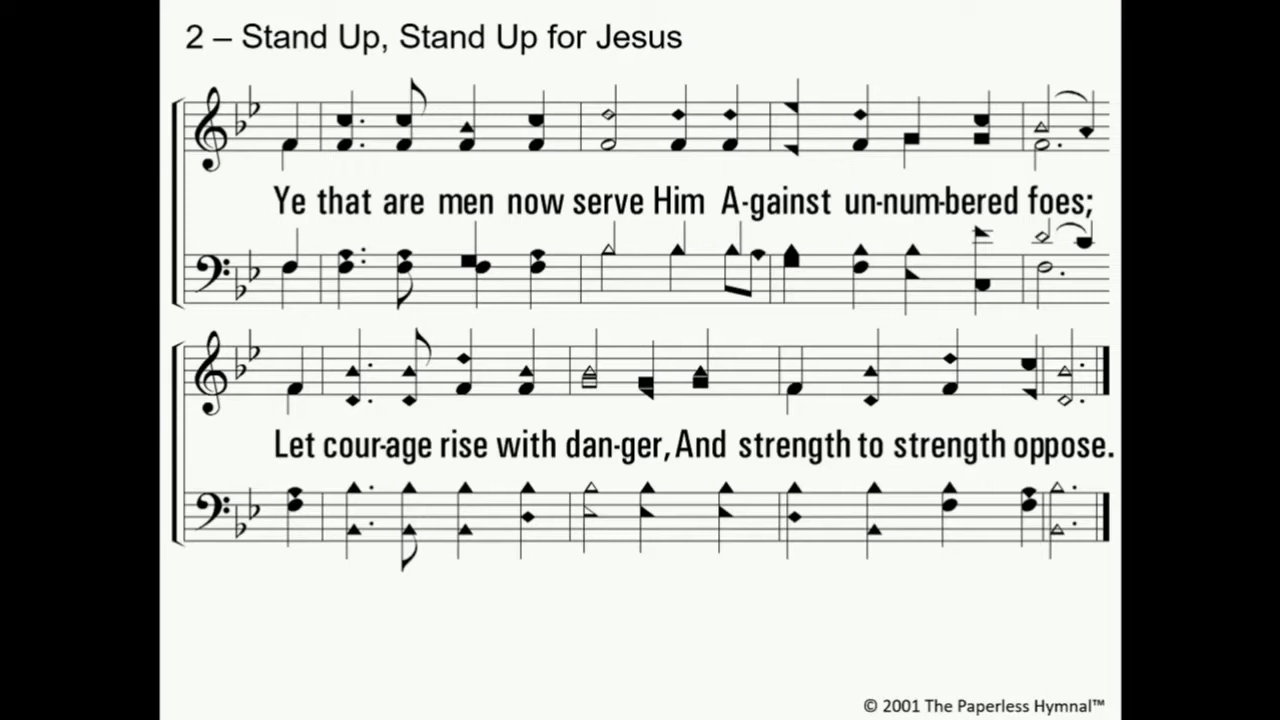 2 – Stand Up, Stand Up for Jesus
Ye that are men now serve Him A-gainst un-num-bered foes;
Let cour-age rise with dan-ger, And strength to strength oppose.
© 2001 The Paperless Hymnal™